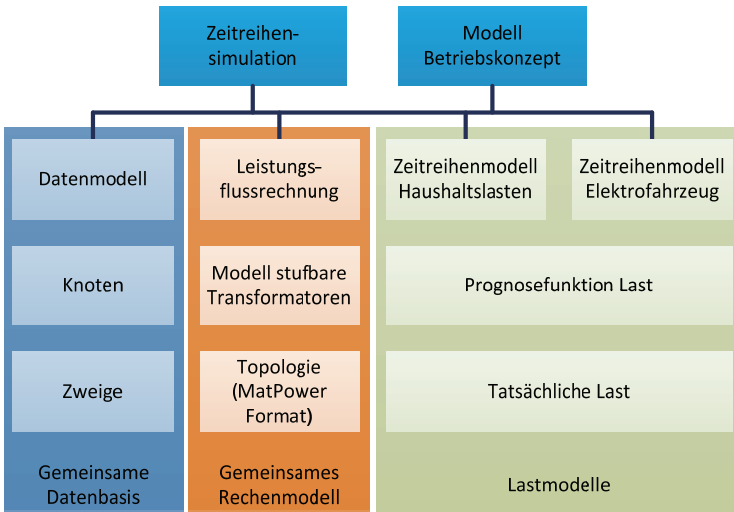 Zeitreihen-
simulation
Modell
Betriebskonzept
Datenmodell
Knoten
Zweige
Gemeinsame
Datenbasis
Leistungs-
flussrechnung
Modell stufbare
Transformatoren
Topologie
(MatPower
Format)
Gemeinsames
Rechenmodell
Zeitreihenmodell
Haushaltslasten
Zeitreihenmodell
Elektrofahrzeug
Prognosefunktion Last
Tatsächliche Last
Lastmodelle